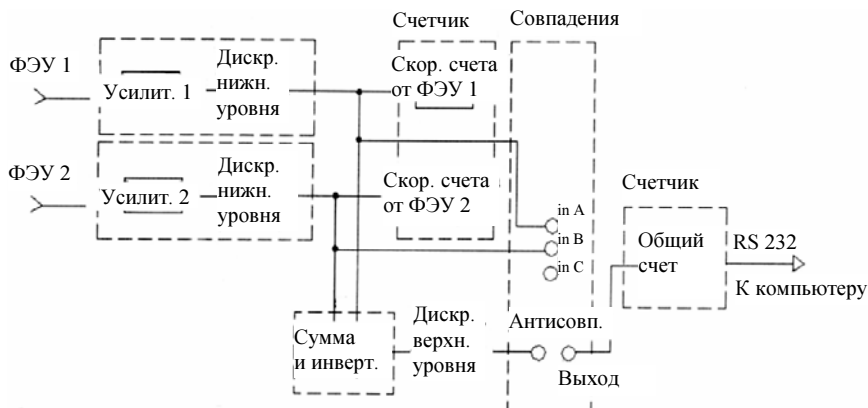 Счетчик
Совпадения
ФЭУ 1
Усилит. 1
Дискр.
нижн.
уровня
Скор. счета
от ФЭУ 1
ФЭУ 2
Усилит. 2
Дискр.
нижн.
уровня
Скор. счета
от ФЭУ 2
in A
in B
in C
Счетчик
Общий
счет
RS 232
К компьютеру
Сумма
и инверт.
Дискр.
верхн.
уровня
Антисовп.
Выход